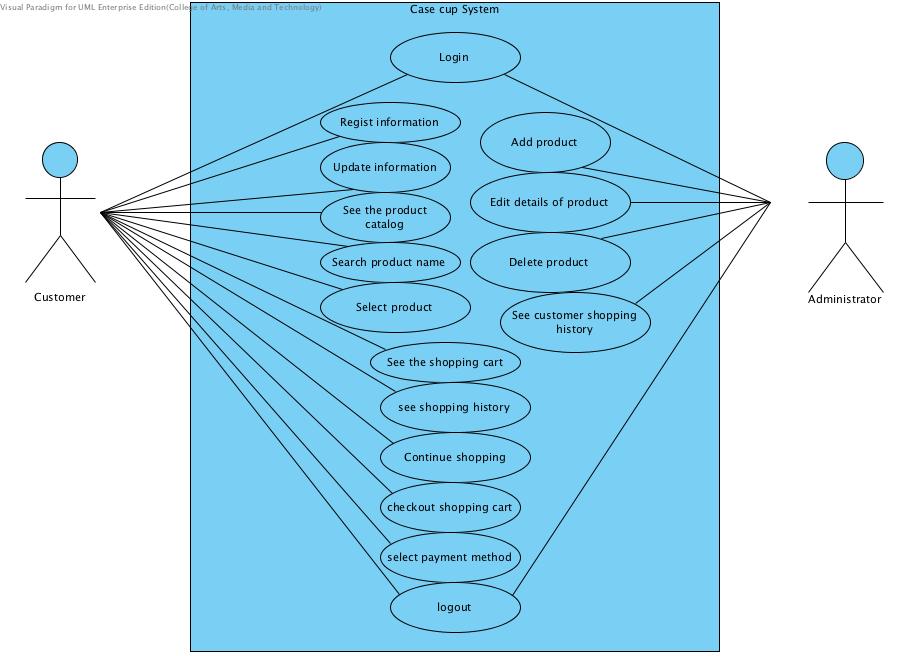 Visual Paradigm for UML Enterprise Edition(College of Arts, Media and Technology)
Case cup System
Login
Regist information
Add product
Update information
Edit details of product
See the product
catalog
Search product name
Delete product
Select product
See customer shopping
history
See the shopping cart
see shopping history
Continue shopping
checkout shopping cart
select payment method
logout
Customer
Administrator